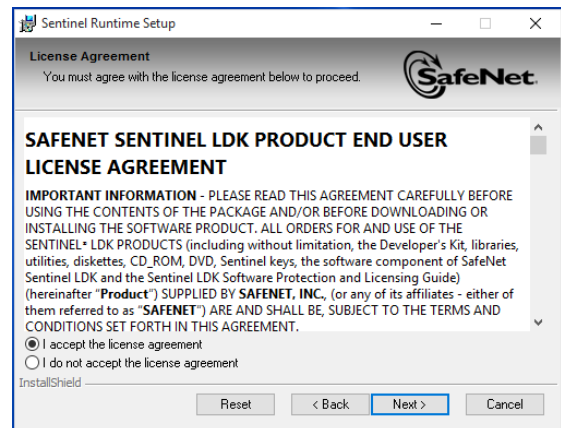 Sentinel Runtime Setup
License Agreement
You must agree with the license agreement below to proceed.
SafeNet.
SAFENET SENTINEL LDK PRODUCT END USER
LICENSE AGREEMENT
IMPORTANT INFORMATION - PLEASE READ THIS AGREEMENT CAREFULLY BEFORE
USING THE CONTENTS OF THE PACKAGE AND/OR BEFORE DOWNLOADING OR
INSTALLING THE SOFTWARE PRODUCT. ALL ORDERS FOR AND USE OF THE
SENTINEL® LDK PRODUCTS (including without limitation, the Developer's Kit, libraries,
utilities, diskettes, CD_ROM, DVD, Sentinel keys, the software component of SafeNet
Sentinel LDK and the Sentinel LDK Software Protection and Licensing Guide)
(hereinafter “Product”) SUPPLIED BY SAFENET, INC., (or any of its affiliates - either of
them referred to as “SAFENET”) ARE AND SHALL BE, SUBJECT TO THE TERMS AND
CONDITIONS SET FORTH IN THIS AGREEMENT.
I accept the license agreement
I do not accept the license agreement
InstallShield
Reset
< Back
Next >
Cancel